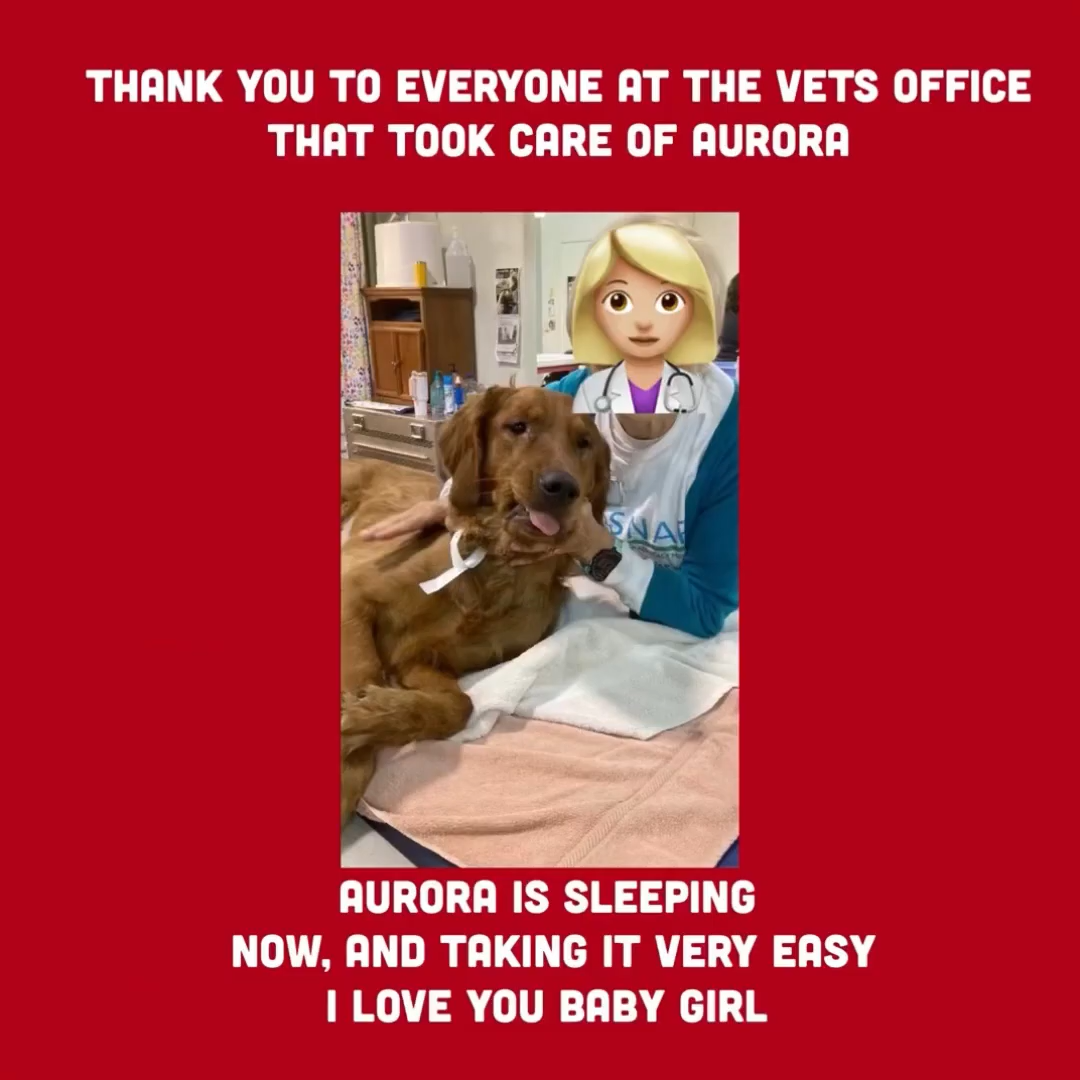 THANK YOU TO EVERYONE AT THE VETS OFFICE
THAT TOOK CARE OF AURORA
AURORA IS SLEEPING
NOW, AND TAKING IT VERY EASY
I LOVE YOU BABY GIRL